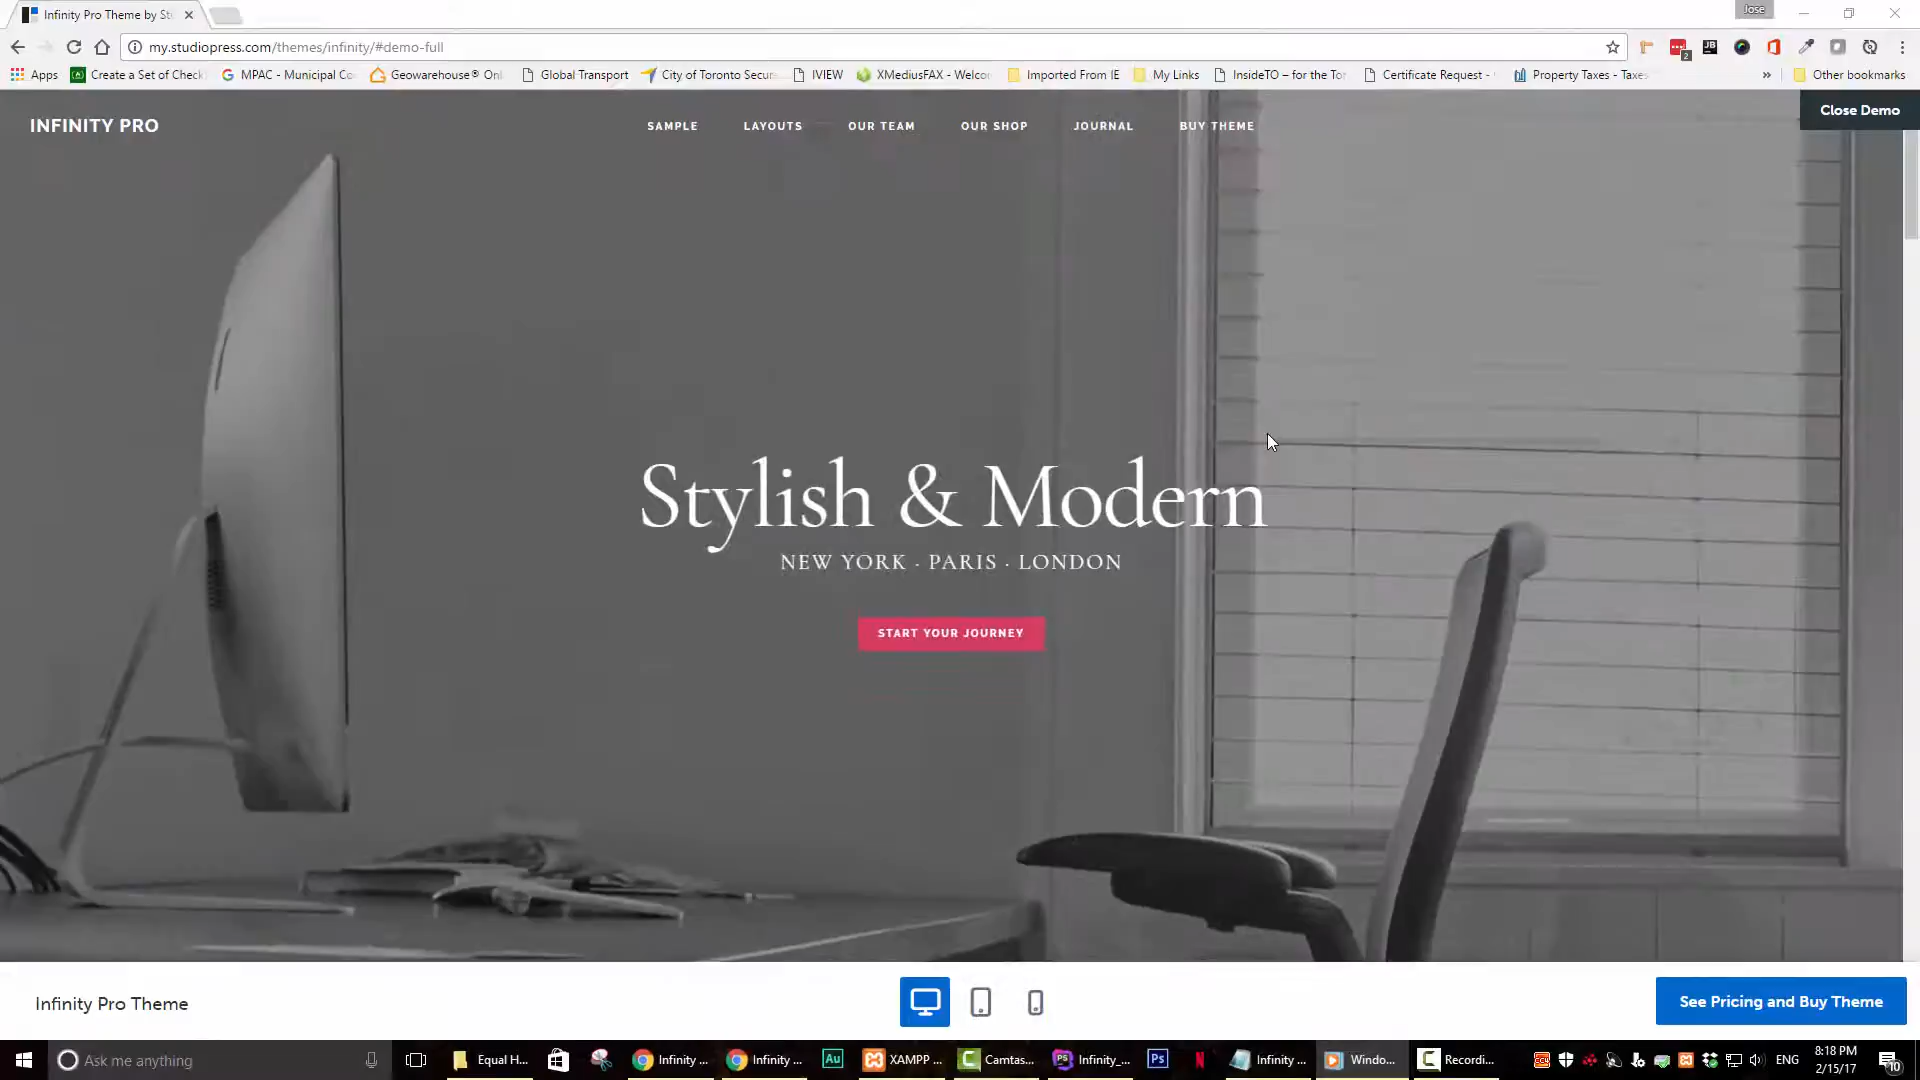 Infinity Pro Theme by St
Jose
my.studiopress.com/themes/infinity/#demo-full
2
Apps
Create a Set of Check
MPAC - Municipal Co
Geowarehouse® Onl
Global Transport
City of Toronto Secur
IVIEW
XMediusFAX - Welco
Imported From IE
My Links
InsideTO – for the To
Certificate Request -
Property Taxes - Taxes
»
Other bookmarks
INFINITY PRO
SAMPLE
LAYOUTS
OUR TEAM
OUR SHOP
JOURNAL
BUY THEME
Close Demo
Stylish & Modern
NEW YORK · PARIS · LONDON
START YOUR JOURNEY
Infinity Pro Theme
See Pricing and Buy Theme
Ask me anything
Equal H...
Infinity ...
Infinity ...
Au
XAMPP ...
Camtas...
Infinity_...
Ps
Infinity ...
Windo...
Recordi...
ENG
8:18 PM
2/15/17
10